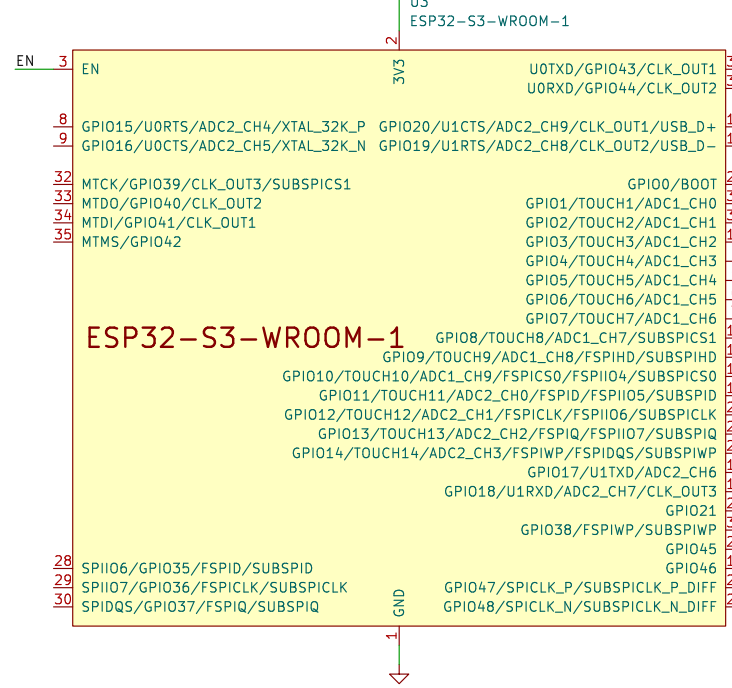 U3
ESP32-S3-WROOM-1
2
EN 3 EN 3V3 U0TXD/GPIO43/CLK_OUT1
U0RXD/GPIO44/CLK_OUT2
8 GPIO15/U0RTS/ADC2_CH4/XTAL_32K_P GPIO20/U1CTS/ADC2_CH9/CLK_OUT1/USB_D+
9 GPIO16/U0CTS/ADC2_CH5/XTAL_32K_N GPIO19/U1RTS/ADC2_CH8/CLK_OUT2/USB_D-
32 MTCK/GPIO39/CLK_OUT3/SUBSPICS1 GPIO0/BOOT
33 MTDO/GPIO40/CLK_OUT2 GPIO1/TOUCH1/ADC1_CH0
34 MTDI/GPIO41/CLK_OUT1 GPIO2/TOUCH2/ADC1_CH1
35 MTMS/GPIO42 GPIO3/TOUCH3/ADC1_CH2
GPIO4/TOUCH4/ADC1_CH3
GPIO5/TOUCH5/ADC1_CH4
GPIO6/TOUCH6/ADC1_CH5
GPIO7/TOUCH7/ADC1_CH6
ESP32-S3-WROOM-1 GPIO8/TOUCH8/ADC1_CH7/SUBSPICS1
GPIO9/TOUCH9/ADC1_CH8/FSPIHD/SUBSPIHD
GPIO10/TOUCH10/ADC1_CH9/FSPICS0/FSPIIO4/SUBSPICS0
GPIO11/TOUCH11/ADC2_CH0/FSPID/FSPIIO5/SUBSPID
GPIO12/TOUCH12/ADC2_CH1/FSPICLK/FSPIIO6/SUBSPICLK
GPIO13/TOUCH13/ADC2_CH2/FSPIQ/FSPIIO7/SUBSPIQ
GPIO14/TOUCH14/ADC2_CH3/FSPIWP/FSPIDQS/SUBSPIWP
GPIO17/U1TXD/ADC2_CH6
GPIO18/U1RXD/ADC2_CH7/CLK_OUT3
GPIO21
GPIO38/FSPIWP/SUBSPIWP
GPIO45
28 SPIIO6/GPIO35/FSPID/SUBSPID GPIO46
29 SPIIO7/GPIO36/FSPICLK/SUBSPICLK GPIO47/SPICLK_P/SUBSPICLK_P_DIFF
30 SPIDQS/GPIO37/FSPIQ/SUBSPIQ GND GPIO48/SPICLK_N/SUBSPICLK_N_DIFF
1